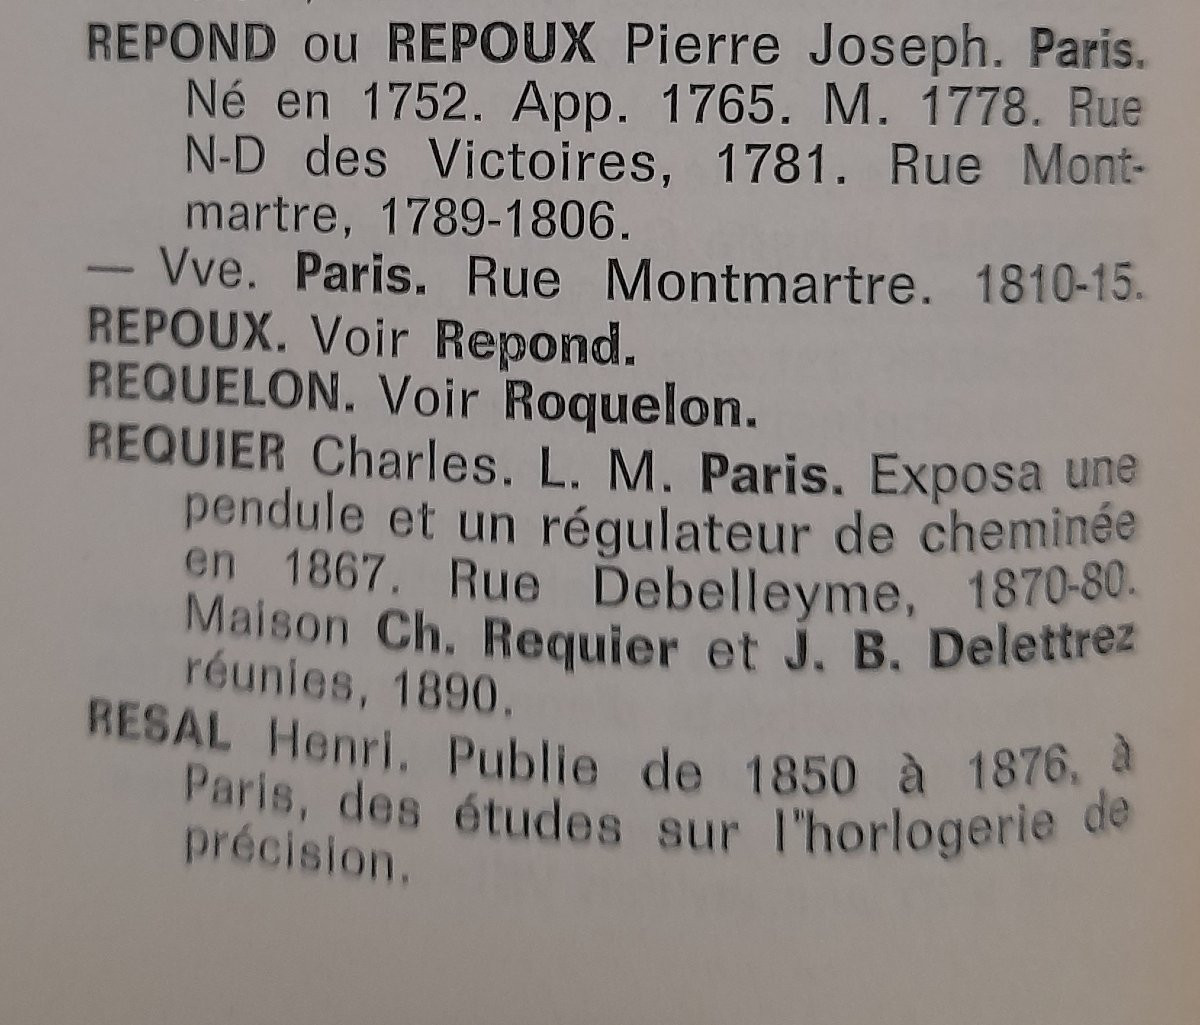 REPOND ou REPOUX Pierre Joseph. Paris.
Né en 1752. App. 1765. M. 1778. Rue
N-D des Victoires, 1781. Rue Mont-
martre, 1789-1806.
— Vve. Paris. Rue Montmartre. 1810-15.
REPOUX. Voir Repond.
REQUELON. Voir Roquelon.
REQUIER Charles. L. M. Paris. Exposa une
pendule et un régulateur de cheminée
en 1867. Rue Debelleyme, 1870-80.
Maison Ch. Requier et J. B. Delettrez
réunies, 1890.
RESAL Henri. Publie de 1850 à 1876, à
Paris, des études sur l"horlogerie de
précision.